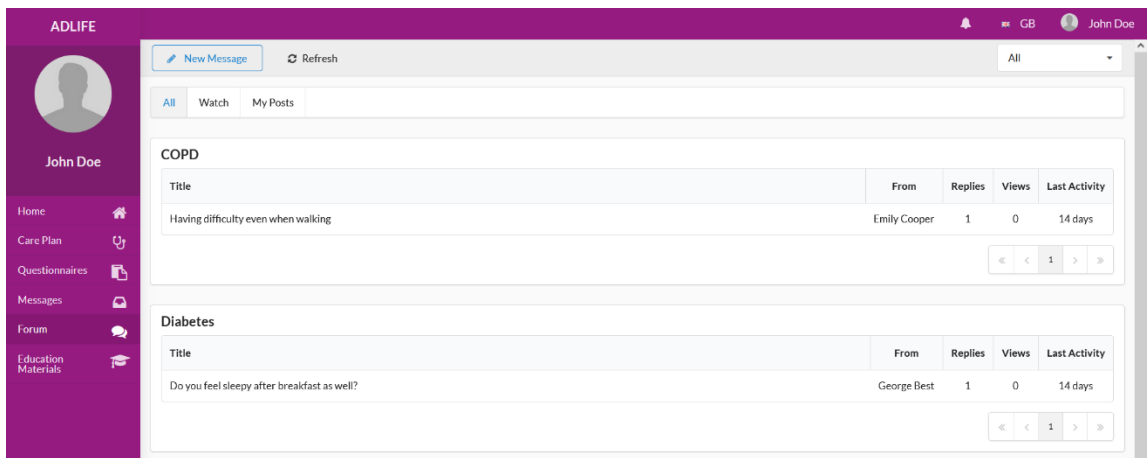 ADLIFE
GB John Doe
John Doe
Home
Care Plan
Questionnaires
Messages
Forum
Education
Materials
New Message Refresh All
All Watch My Posts
COPD
Title From Replies Views Last Activity
Having difficulty even when walking Emily Cooper 1 0 14 days
« < 1 > »
Diabetes
Title From Replies Views Last Activity
Do you feel sleepy after breakfast as well? George Best 1 0 14 days
« < 1 > »